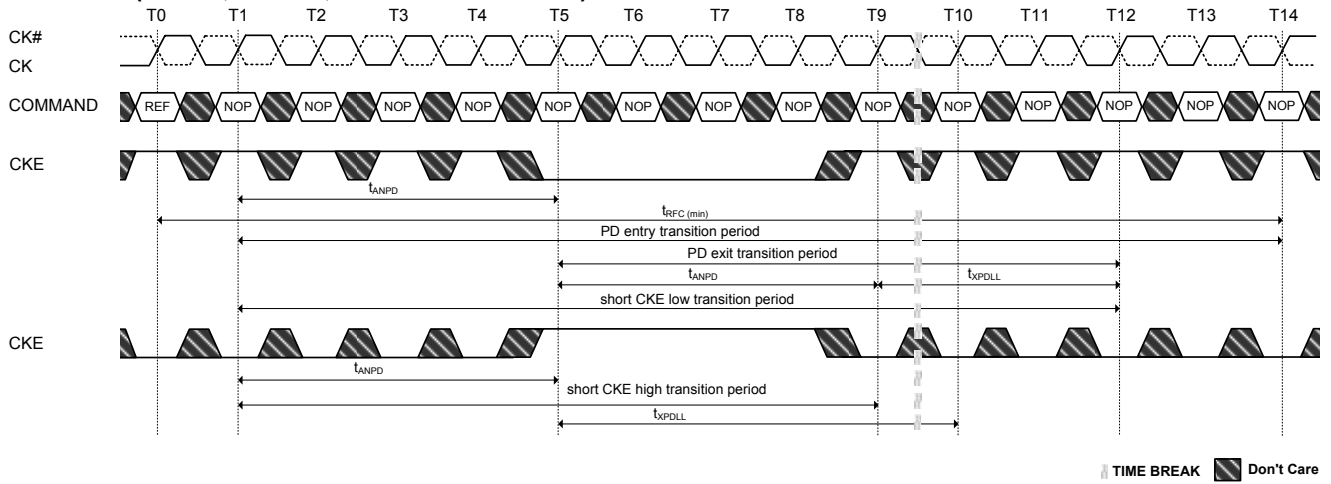 T0 T1 T2 T3 T4 T5 T6 T7 T8 T9 T10 T11 T12 T13 T14
CK#
CK
COMMAND REF NOP NOP NOP NOP NOP NOP NOP NOP NOP NOP NOP NOP NOP NOP
CKE
tANPD
tRFC (min)
PD entry transition period
PD exit transition period
tANPD tXPDLL
short CKE low transition period
CKE
tANPD
short CKE high transition period
tXPDLL
TIME BREAK Don't Care